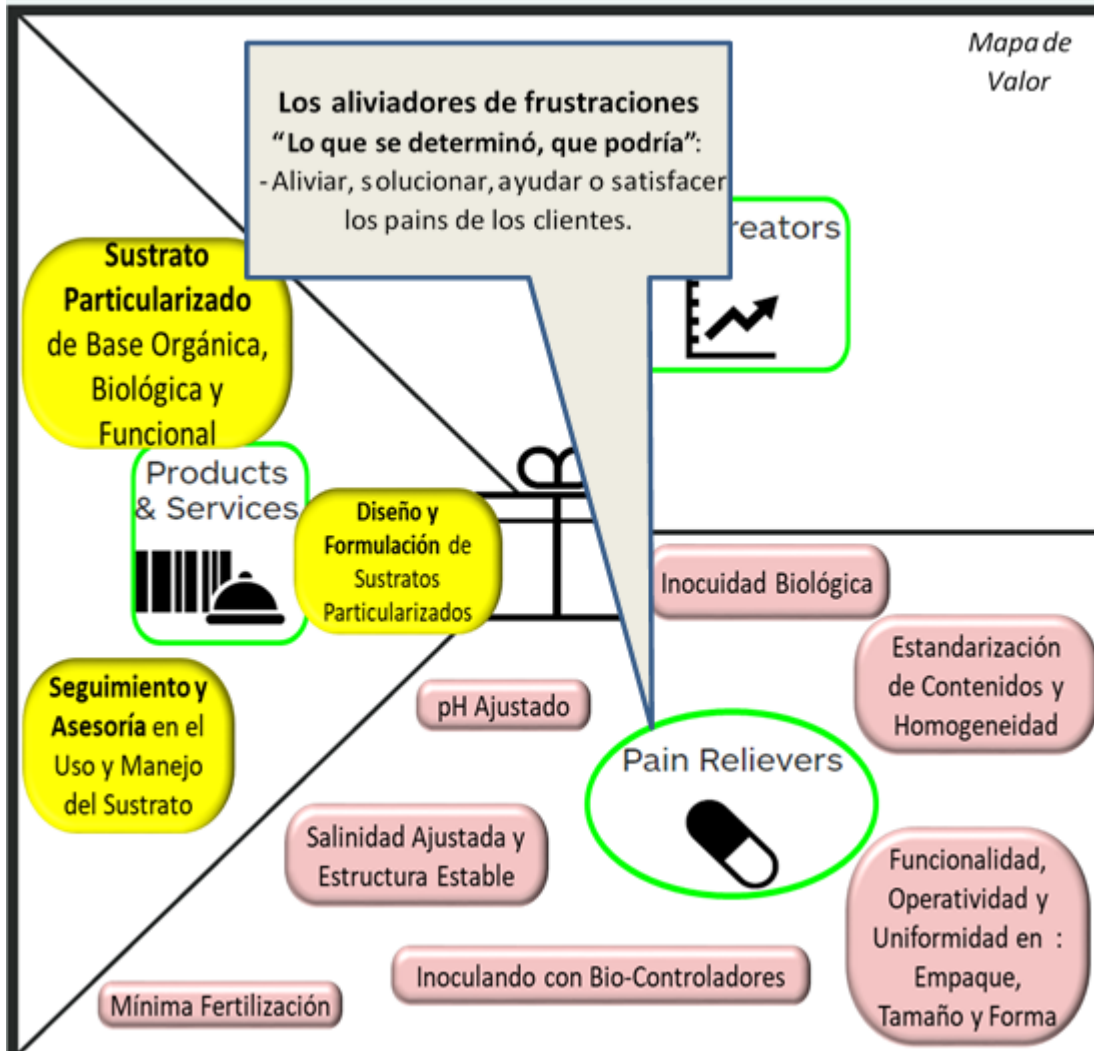 Mapa de
Valor
Los aliviadores de frustraciones
“Lo que se determinó, que podría”:
-Aliviar, solucionar, ayudar o satisfacer
los pains de los clientes.
reators
Sustrato
Particularizado
de Base Orgánica,
Biológica y
Funcional
Products
& Services
Diseño y
Formulación de
Sustratos
Particularizados
Seguimiento y
Asesoría en el
Uso y Manejo
del Sustrato
Inocuidad Biológica
Estandarización
de Contenidos y
Homogeneidad
pH Ajustado
Pain Relievers
Salinidad Ajustada y
Estructura Estable
Funcionalidad,
Operatividad y
Uniformidad en :
Empaque,
Tamaño y Forma
Inoculando con Bio-Controladores
Mínima Fertilización